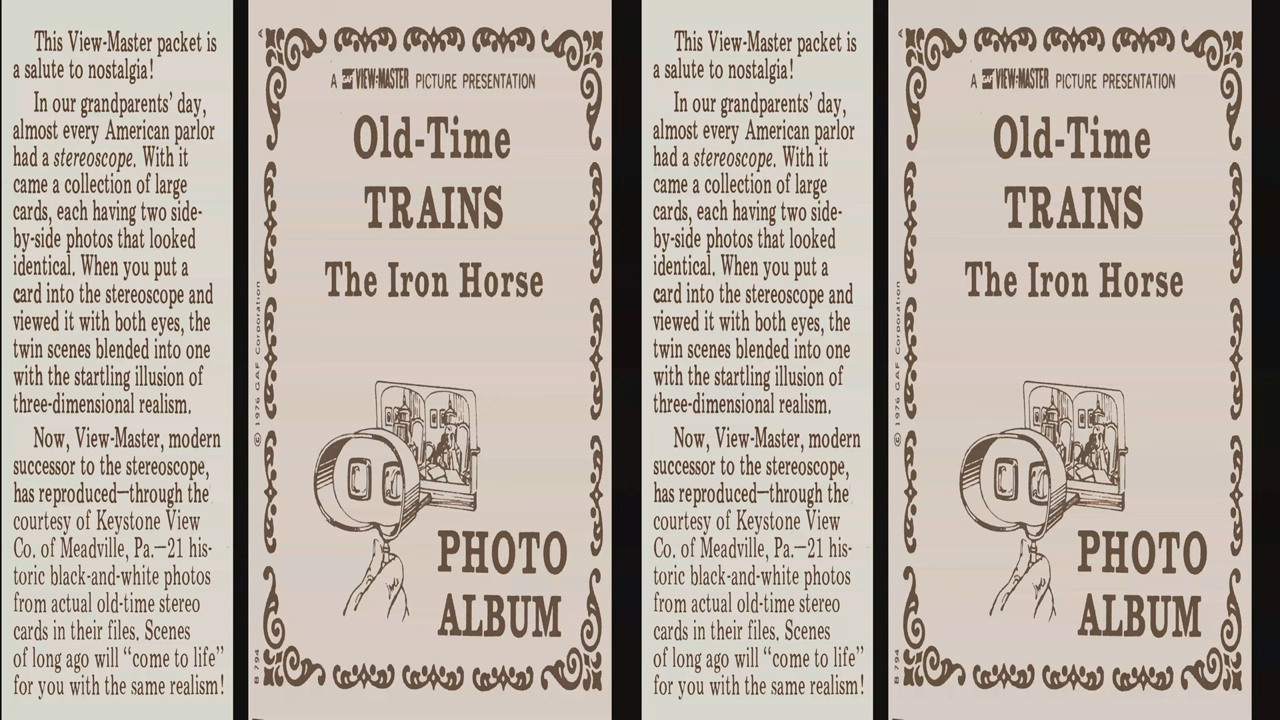 This View-Master packet is
a salute to nostalgia!
In our grandparents' day,
almost every American parlor
had a stereoscope. With it
came a collection of large
cards, each having two side-
by-side photos that looked
identical. When you put a
card into the stereoscope and
viewed it with both eyes, the
twin scenes blended into one
with the startling illusion of
three-dimensional realism.
Now, View-Master, modern
successor to the stereoscope,
has reproduced—through the
courtesy of Keystone View
Co. of Meadville, Pa.—21 his-
toric black-and-white photos
from actual old-time stereo
cards in their files. Scenes
of long ago will “come to life”
for you with the same realism!
A
A GAF VIEW-MASTER PICTURE PRESENTATION
Old-Time
TRAINS
The Iron Horse
© 1976 GAF Corporation
PHOTO
ALBUM
B 794
This View-Master packet is
a salute to nostalgia!
In our grandparents' day,
almost every American parlor
had a stereoscope. With it
came a collection of large
cards, each having two side-
by-side photos that looked
identical. When you put a
card into the stereoscope and
viewed it with both eyes, the
twin scenes blended into one
with the startling illusion of
three-dimensional realism.
Now, View-Master, modern
successor to the stereoscope,
has reproduced—through the
courtesy of Keystone View
Co. of Meadville, Pa.—21 his-
toric black-and-white photos
from actual old-time stereo
cards in their files. Scenes
of long ago will “come to life”
for you with the same realism!
A
A GAF VIEW-MASTER PICTURE PRESENTATION
Old-Time
TRAINS
The Iron Horse
© 1976 GAF Corporation
PHOTO
ALBUM
B 794